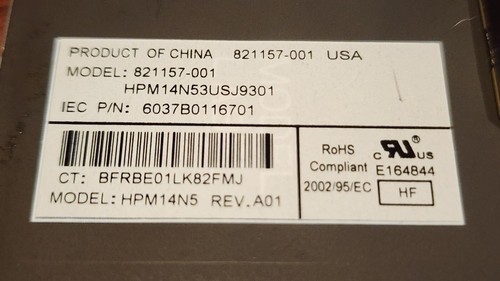 PRODUCT OF CHINA 821157-001 USA
MODEL: 821157-001
HPM14N53USJ9301
IEC P/N: 6037B0116701
CT: BFRBE01LK82FMJ
MODEL: HPM14N5 REV.A01
RoHS
Compliant
2002/95/EC
c RU ® US
E164844
HF